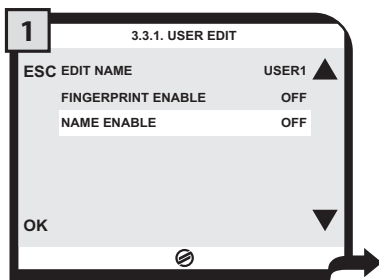 1
3.3.1. USER EDIT
ESC EDIT NAME USER1
FINGERPRINT ENABLE OFF
NAME ENABLE OFF
OK